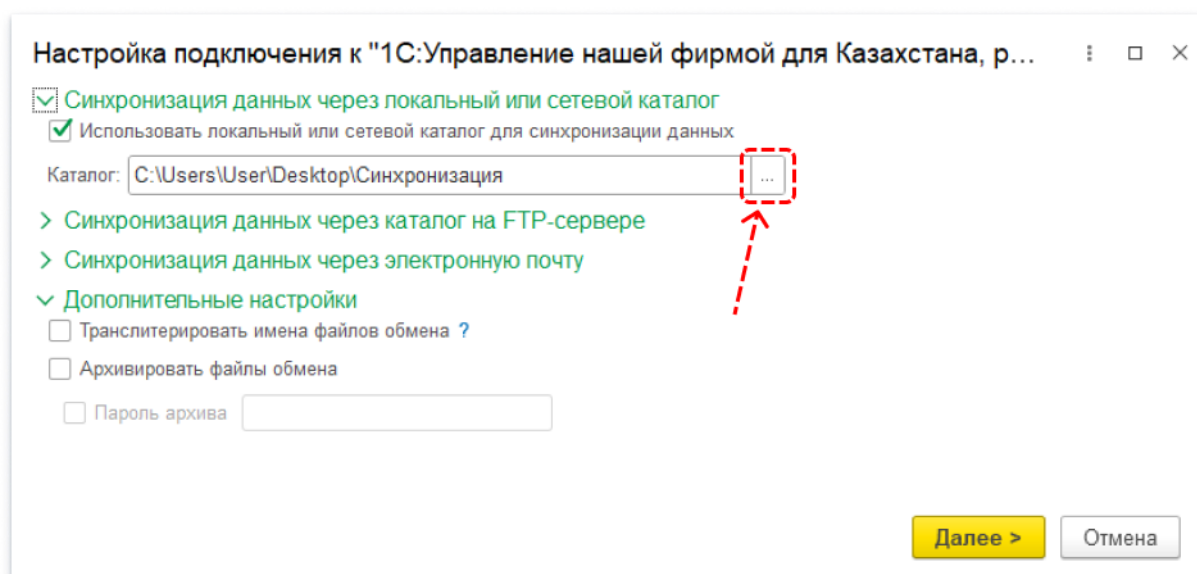 Настройка подключения к "1С:Управление нашей фирмой для Казахстана, р...
Синхронизация данных через локальный или сетевой каталог
Использовать локальный или сетевой каталог для синхронизации данных
Каталог: C:\Users\User\Desktop\Синхронизация ...
Синхронизация данных через каталог на FTP-сервере
Синхронизация данных через электронную почту
Дополнительные настройки
Транслитерировать имена файлов обмена ?
Архивировать файлы обмена
Пароль архива
Далее > Отмена